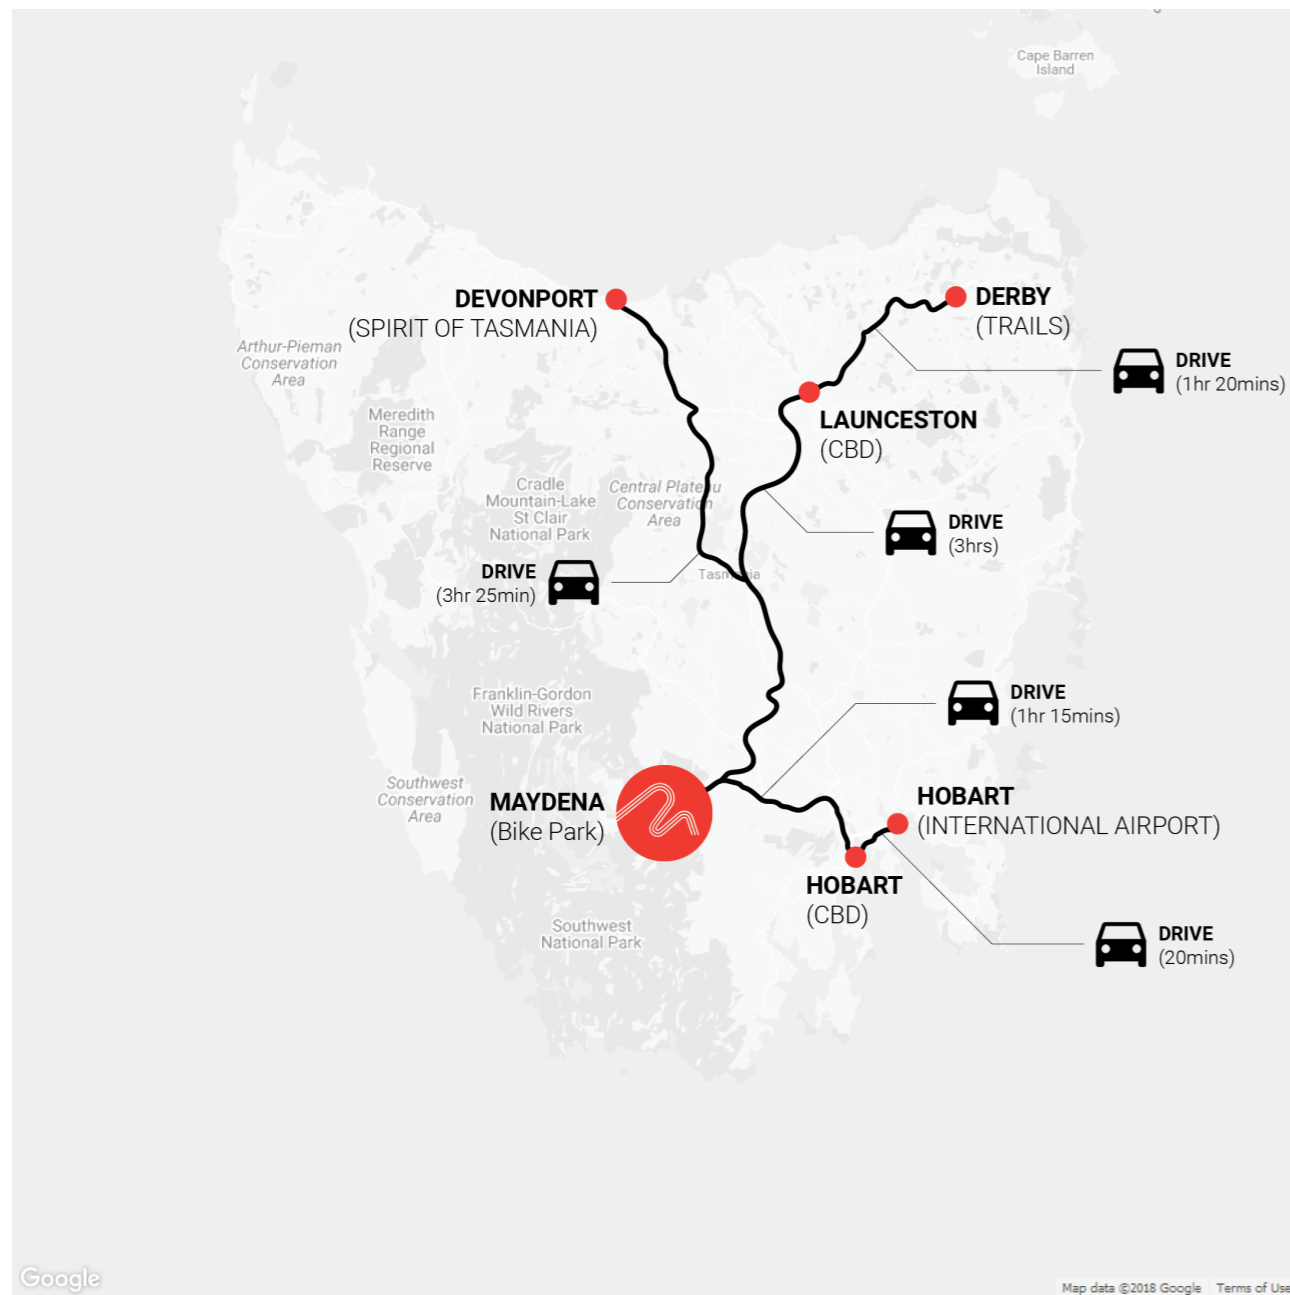 Cape Barren
Island
DEVONPORT
(SPIRIT OF TASMANIA)
DERBY
(TRAILS)
Arthur-Pieman
Conservation
Area
DRIVE
(1hr 20mins)
Meredith
Range
Regional
Reserve
LAUNCESTON
(CBD)
Cradle
Mountain-Lake
St Clair
National Park
Central Plateau
Conservation
Area
DRIVE
(3hrs)
DRIVE
(3hr 25min)
Tasmania
Franklin-Gordon
Wild Rivers
National Park
DRIVE
(1hr 15mins)
Southwest
Conservation
Area
MAYDENA
(Bike Park)
HOBART
(INTERNATIONAL AIRPORT)
HOBART
(CBD)
Southwest
National Park
DRIVE
(20mins)
Google
Map data ©2018 Google Terms of Use